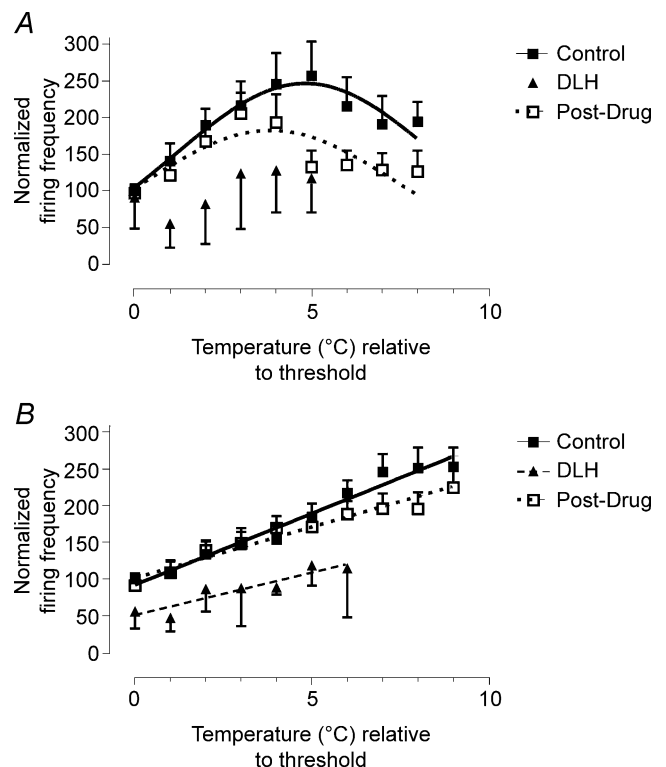 A
300
250
200
150
100
50
0
Normalized
firing frequency
Control
DLH
Post-Drug
0
5
10
Temperature (°C) relative
to threshold
B
300
250
200
150
100
50
0
Normalized
firing frequency
Control
DLH
Post-Drug
0
5
10
Temperature (°C) relative
to threshold